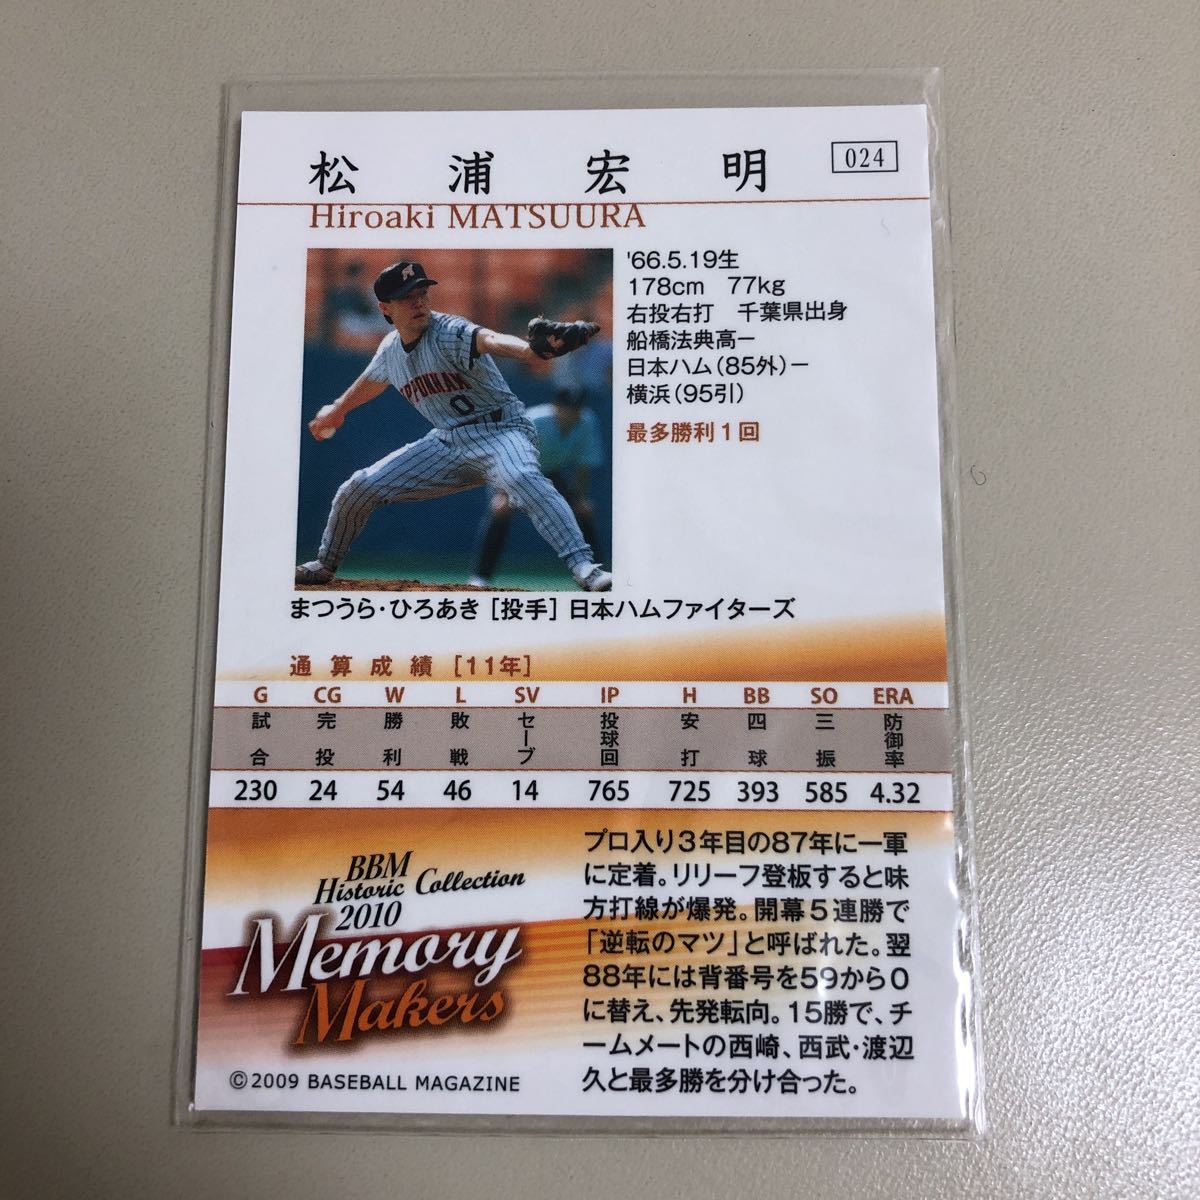 松浦宏明
024
Hiroaki MATSUURA
'66.5.19生
178cm 77kg
右投右打 千葉県出身
船橋法典高－
日本ハム(85外)－
横浜(95引)
最多勝利1回
NIPPONHAM
0
まつうら・ひろあき［投手］日本ハムファイターズ
通算成績［11年］
G CG W L SV IP H BB SO ERA
試合 完投 勝利 敗戦 セーブ 投球回 安打 四球 三振 防御率
230 24 54 46 14 765 725 393 585 4.32
BBM
Historic Collection
2010
Memory
Makers
©2009 BASEBALL MAGAZINE
プロ入り3年目の87年に一軍
に定着。リリーフ登板すると味
方打線が爆発。開幕5連勝で
「逆転のマツ」と呼ばれた。翌
88年には背番号を59から0
に替え、先発転向。15勝で、チ
ームメートの西崎、西武・渡辺
久と最多勝を分け合った。